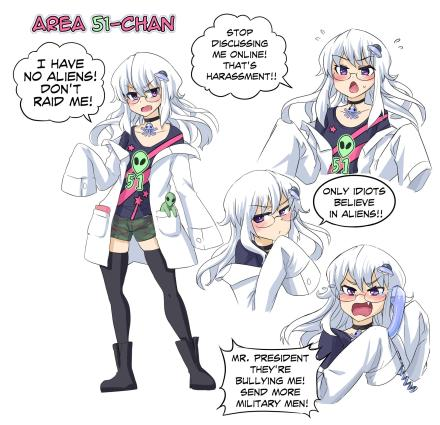 AREA 51-CHAN
I HAVE
NO ALIENS!
DON'T
RAID ME!
STOP
DISCUSSING
ME ONLINE!
THAT'S
HARASSMENT!!
51
51
ONLY IDIOTS
BELIEVE
IN ALIENS!!
MR. PRESIDENT
THEY'RE
BULLYING ME!
SEND MORE
MILITARY MEN!